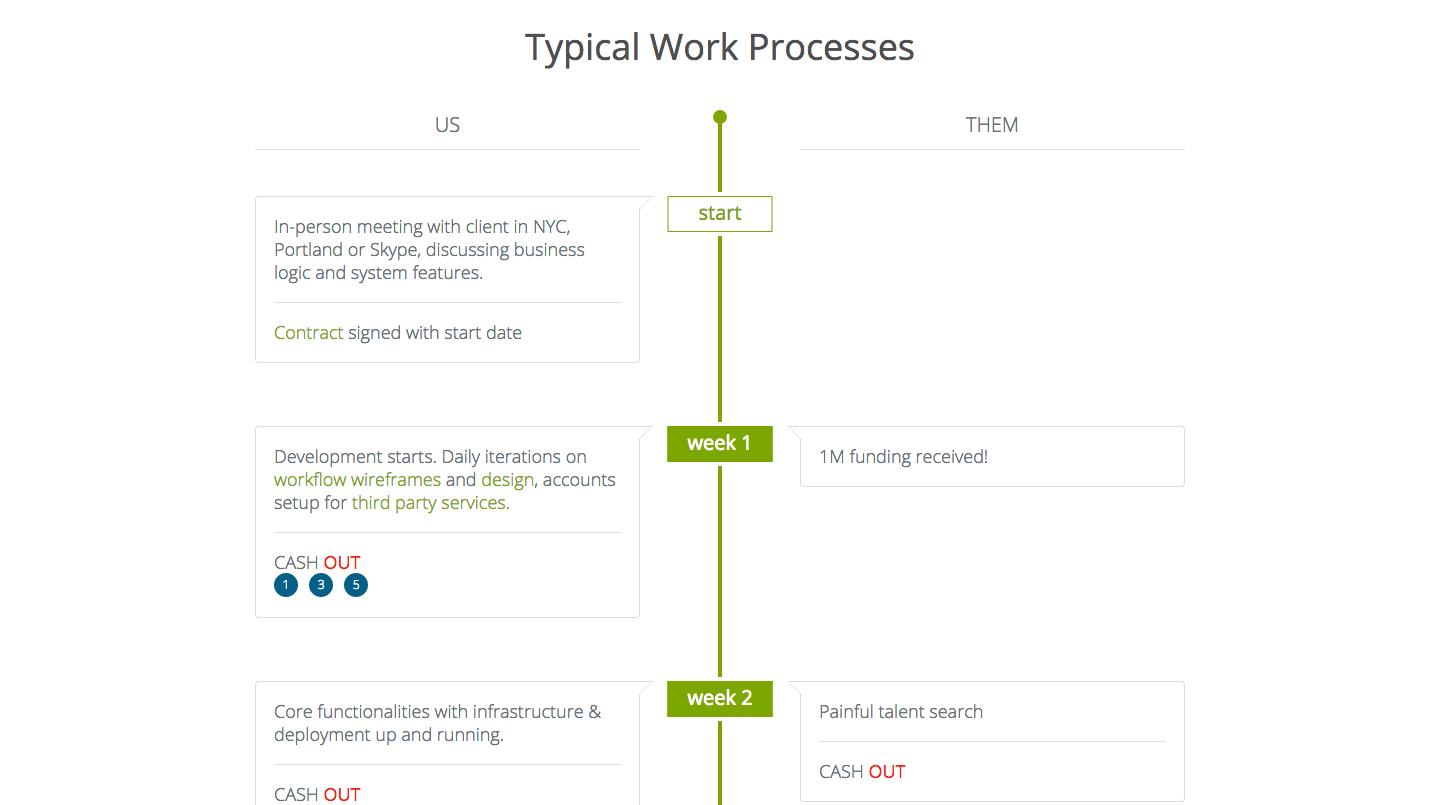 Typical Work Processes
US
THEM
start
In-person meeting with client in NYC,
Portland or Skype, discussing business
logic and system features.
Contract signed with start date
week 1
Development starts. Daily iterations on
workflow wireframes and design, accounts
setup for third party services.
CASH OUT
1 3 5
1M funding received!
week 2
Core functionalities with infrastructure &
deployment up and running.
CASH OUT
Painful talent search
CASH OUT